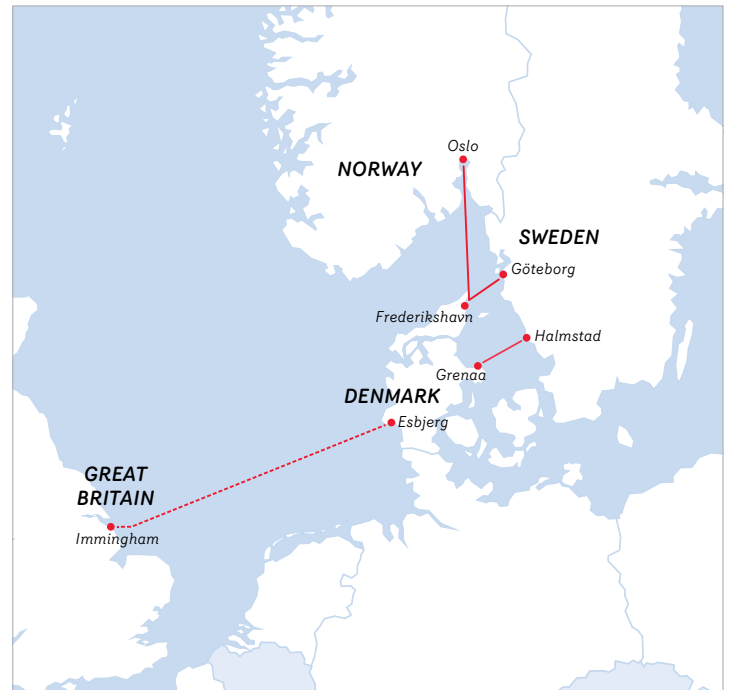 Oslo
NORWAY
SWEDEN
Göteborg
Frederikshavn
Halmstad
Grenaa
DENMARK
Esbjerg
GREAT
BRITAIN
Immingham